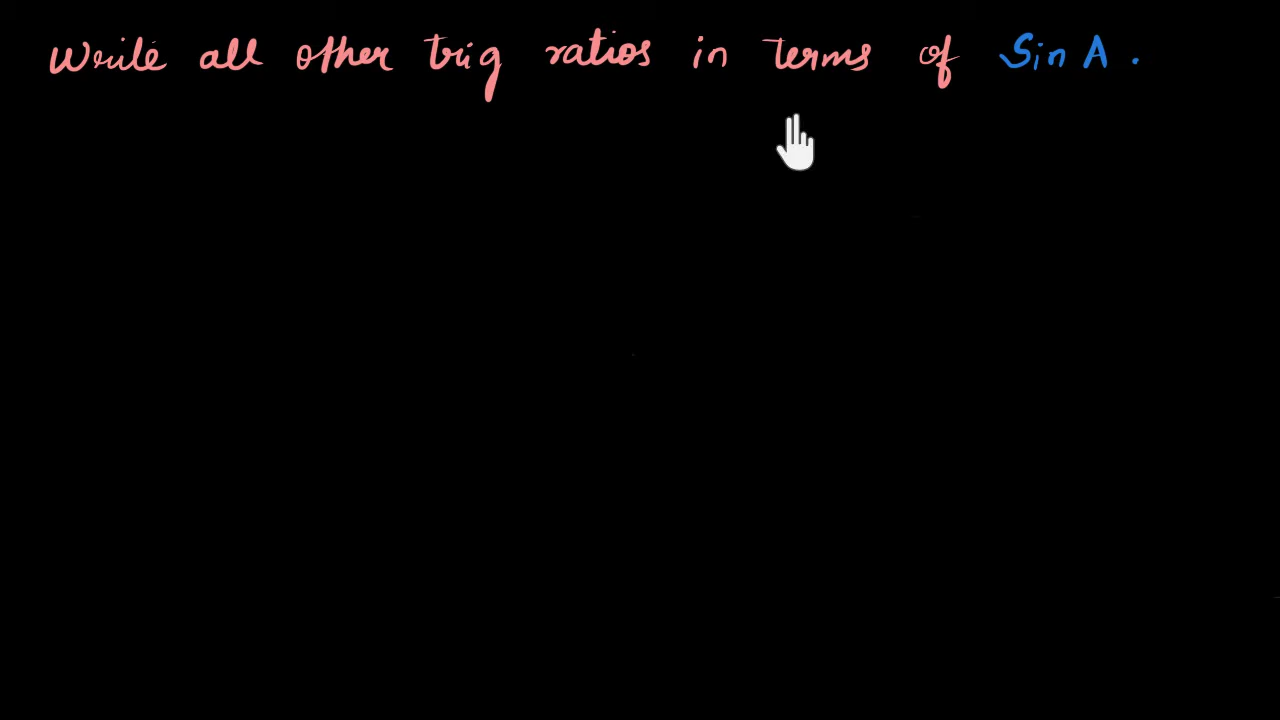 Write all other trig ratios in terms of Sin A.